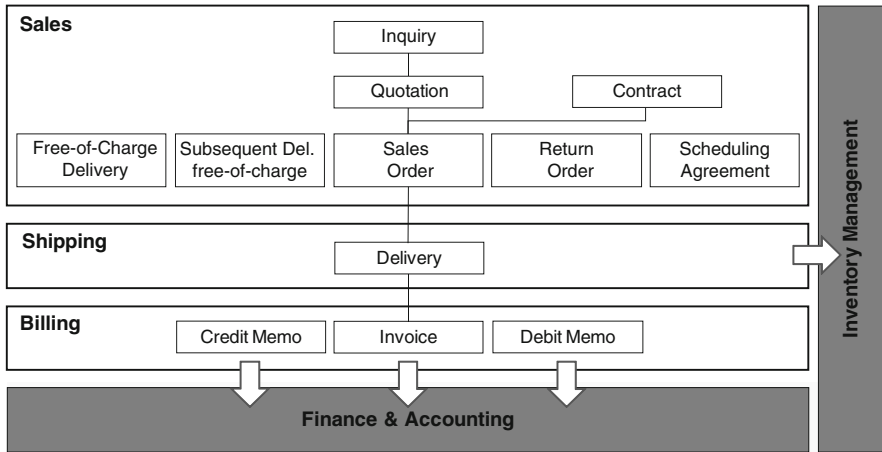 Sales
Inquiry
Quotation
Contract
Free-of-Charge
Delivery
Subsequent Del.
free-of-charge
Sales
Order
Return
Order
Scheduling
Agreement
Shipping
Delivery
Billing
Credit Memo
Invoice
Debit Memo
Finance & Accounting
Inventory Management